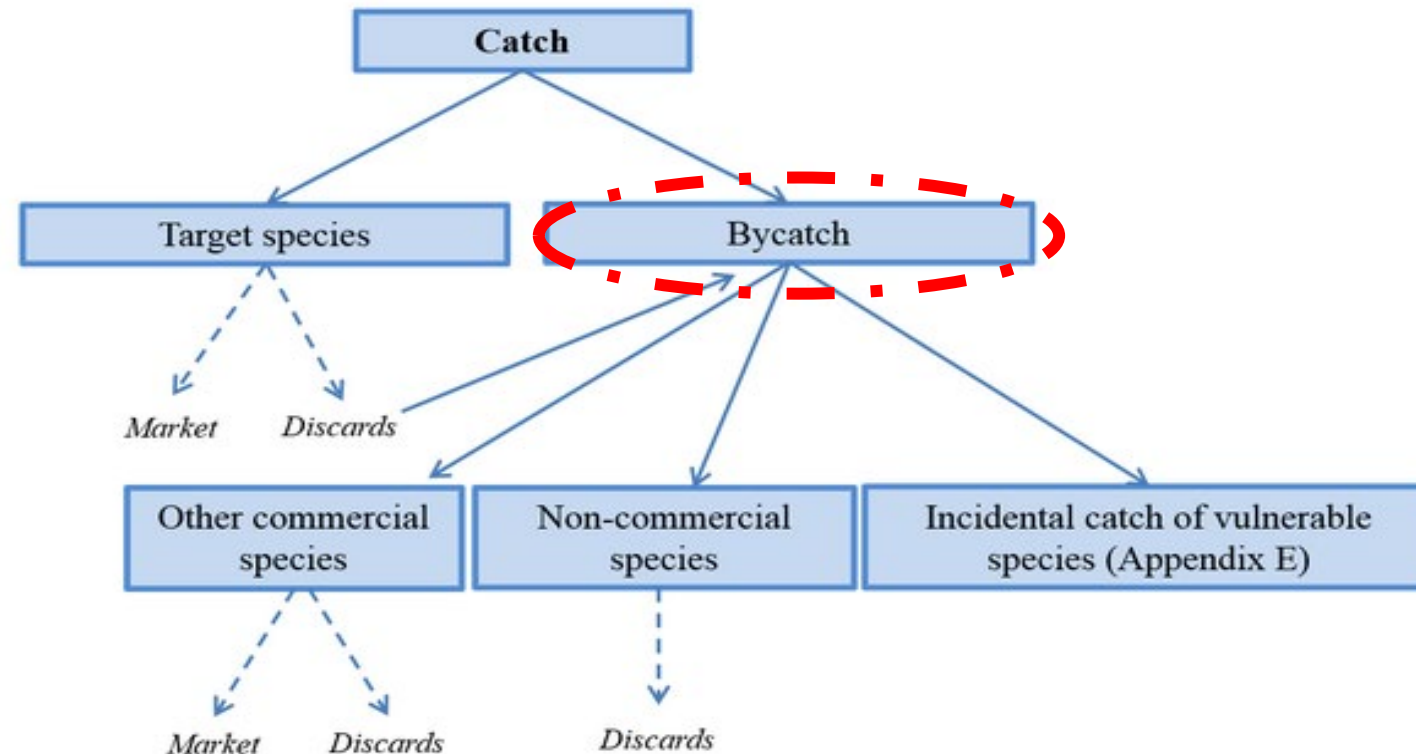 Catch
Target species
Bycatch
Market
Discards
Other commercial
species
Non-commercial
species
Incidental catch of vulnerable
species (Appendix E)
Market
Discards
Discards